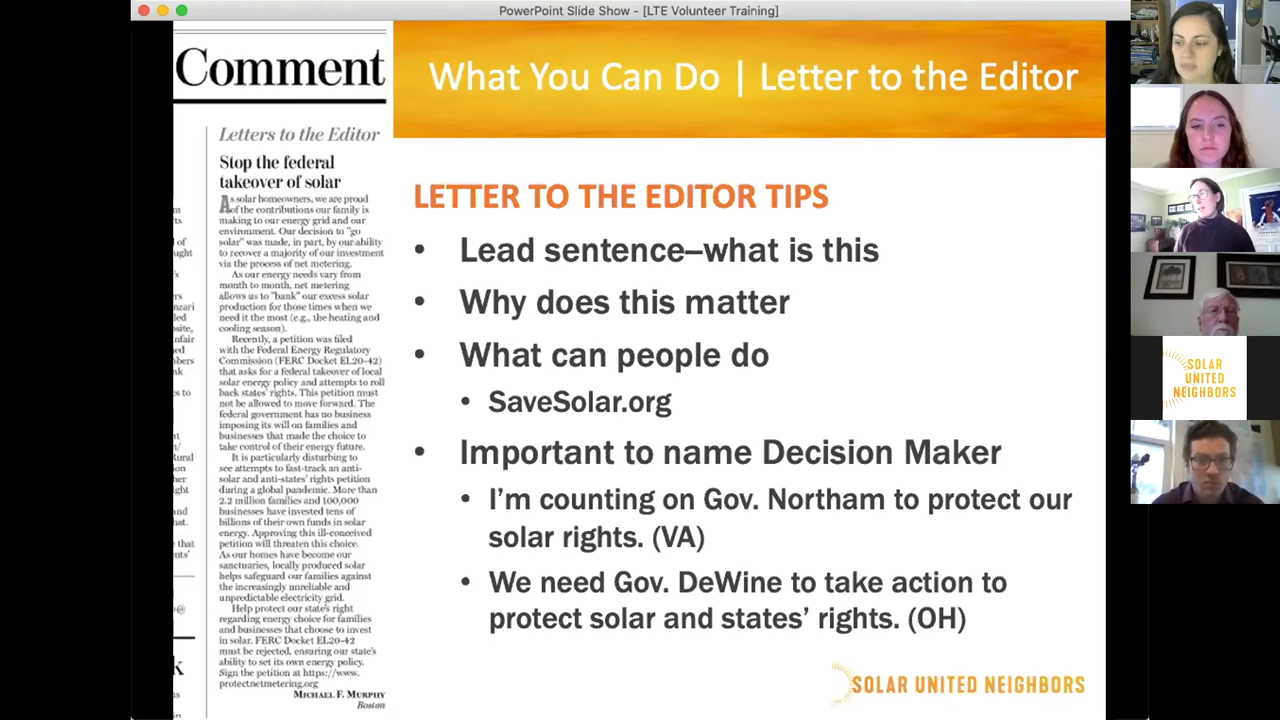 PowerPoint Slide Show - [LTE Volunteer Training]
Comment
Letters to the Editor
Stop the federal
takeover of solar
As solar homeowners, we are proud
of the contributions our family is
making to our energy grid and our
environment. Our decision to "go
solar" was made, in part, by our ability
to recover a majority of our investment
via the process of net metering.
As our energy needs vary from
month to month, net metering
allows us to "bank" our excess solar
production for those times when we
need it the most (e.g., the heating and
cooling season).
Recently, a petition was filed
with the Federal Energy Regulatory
Commission (FERC Docket EL20-42)
that asks for a federal takeover of local
solar energy policy and attempts to roll
back states' rights. This petition must
not be allowed to move forward. The
federal government has no business
imposing its will on families and
businesses that made the choice to
take control of their energy future.
It is particularly disturbing to
see attempts to fast-track an anti-
solar and anti-states' rights petition
during a global pandemic. More than
2.2 million families and 100,000
businesses have invested tens of
billions of their own funds in solar
energy. Approving this ill-conceived
petition will threaten this choice.
As our homes have become our
sanctuaries, locally produced solar
helps safeguard our families against
the increasingly unreliable and
unpredictable electricity grid.
Help protect our state's right
regarding energy choice for families
and businesses that choose to invest
in solar. FERC Docket EL20-42
must be rejected, ensuring our state's
ability to set its own energy policy.
Sign the petition at https://www.
protectnetmetering.org
MICHAEL F. MURPHY
Boston
What You Can Do | Letter to the Editor
LETTER TO THE EDITOR TIPS
• Lead sentence–what is this
• Why does this matter
• What can people do
• SaveSolar.org
• Important to name Decision Maker
• I'm counting on Gov. Northam to protect our
solar rights. (VA)
• We need Gov. DeWine to take action to
protect solar and states' rights. (OH)
SOLAR UNITED NEIGHBORS
SOLAR
UNITED
NEIGHBORS